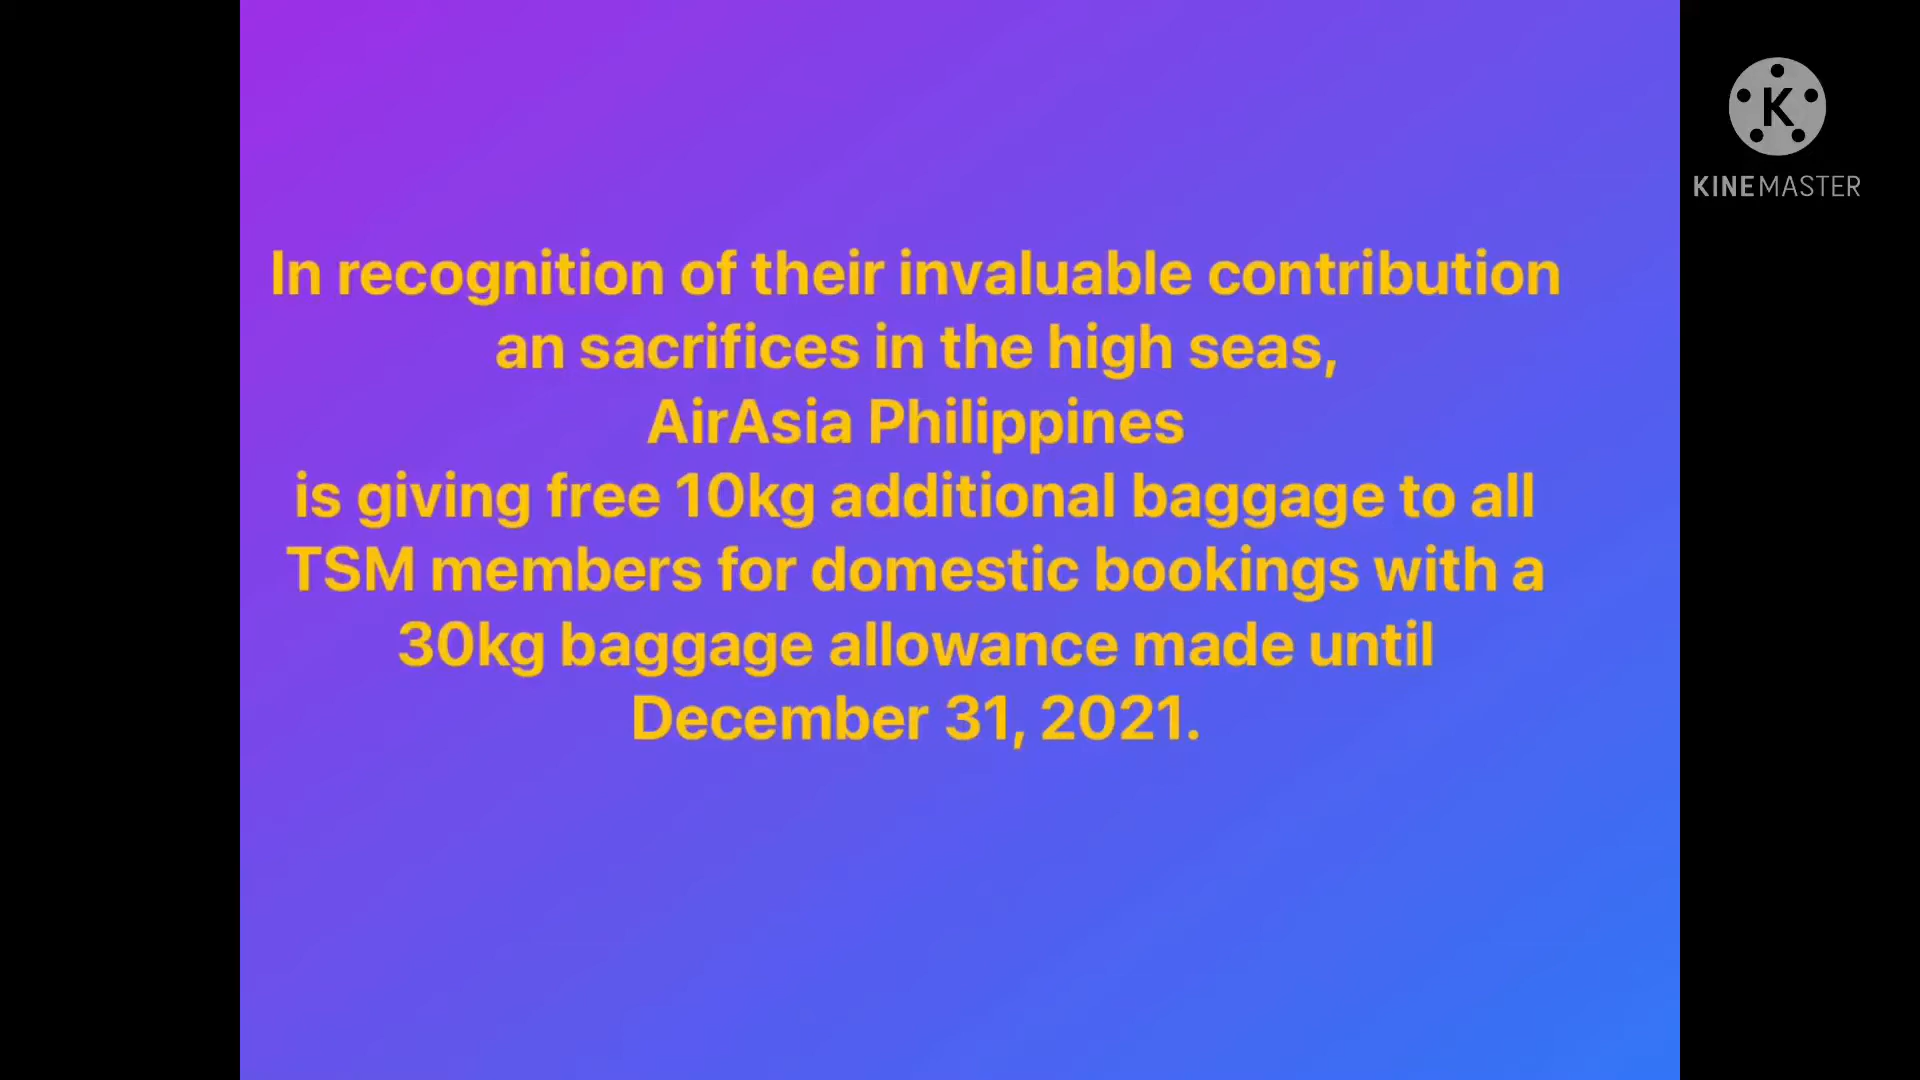 In recognition of their invaluable contribution
an sacrifices in the high seas,
AirAsia Philippines
is giving free 10kg additional baggage to all
TSM members for domestic bookings with a
30kg baggage allowance made until
December 31, 2021.
K
KINEMASTER